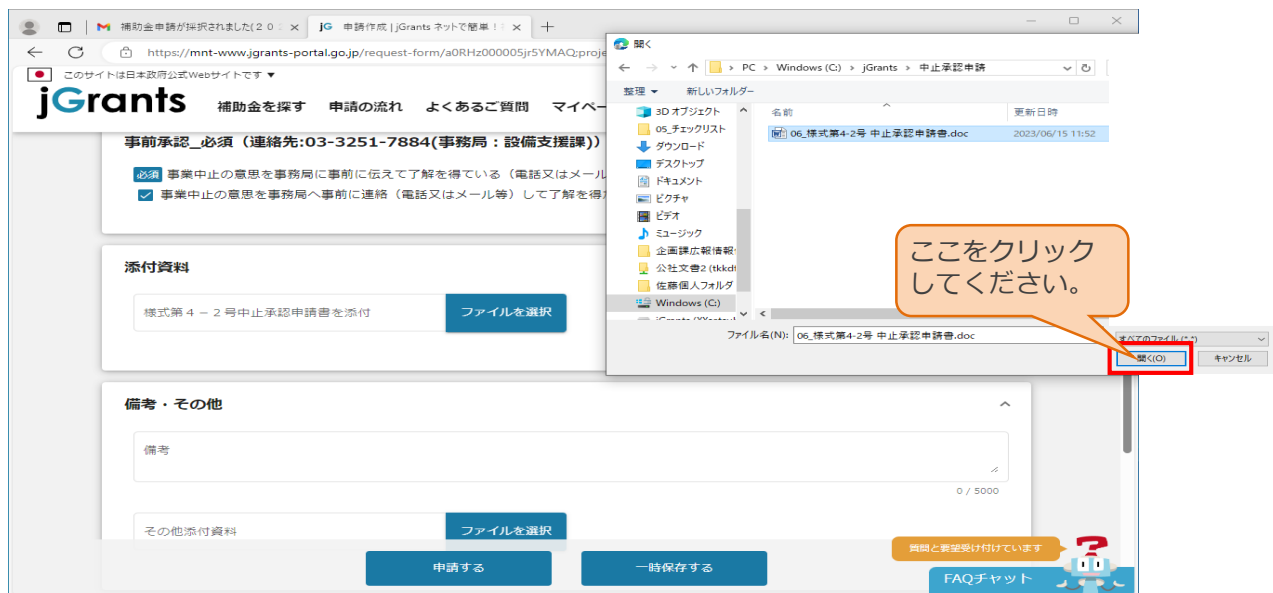 補助金申請が採択されました(２０
jG 申請作成 | jGrants ネットで簡単！
https://mnt-www.jgrants-portal.go.jp/request-form/a0RHz000005jr5YMAQ;proje
このサイトは日本政府公式Webサイトです ▼
jGrants 補助金を探す 申請の流れ よくあるご質問 マイペー
事前承認_必須（連絡先:03-3251-7884(事務局：設備支援課)）
必須 事業中止の意思を事務局に事前に伝えて了解を得ている（電話又はメール
事業中止の意思を事務局へ事前に連絡（電話又はメール等）して了解を得
添付資料
様式第４－２号中止承認申請書を添付
ファイルを選択
備考・その他
備考
0 / 5000
その他添付資料
ファイルを選択
申請する
一時保存する
質問と要望受け付けています
?
FAQチャット
開く
PC > Windows (C:) > jGrants > 中止承認申請
整理 ▼ 新しいフォルダー
3D オブジェクト
05_チェックリスト
ダウンロード
デスクトップ
ドキュメント
ピクチャ
ビデオ
ミュージック
企画課広報情報
公社文書2 (tkkd
佐藤個人フォルダ
Windows (C:)
名前 更新日時
06_様式第4-2号 中止承認申請書.doc 2023/06/15 11:52
ファイル名(N): 06_様式第4-2号 中止承認申請書.doc
すべてのファイル (*.*)
開く(O) キャンセル
ここをクリック
してください。